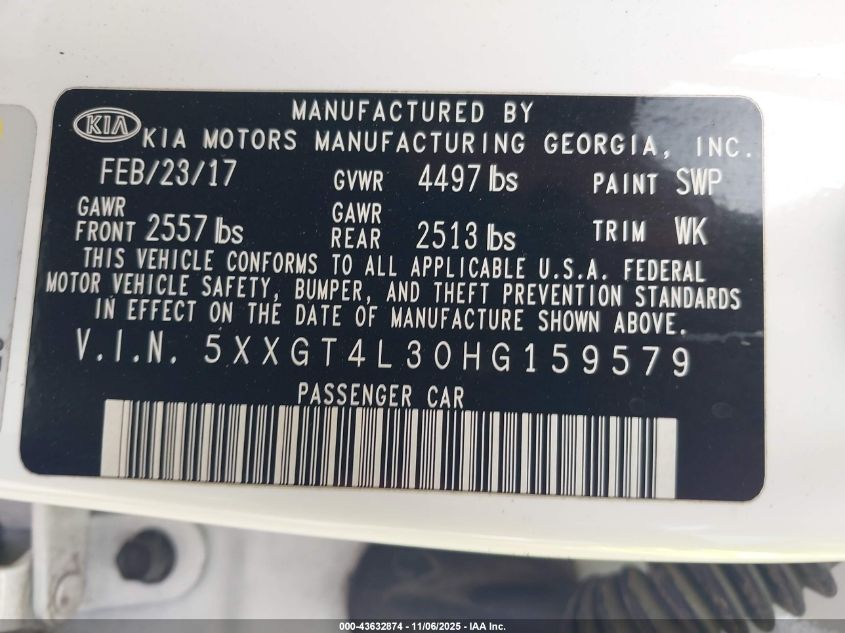 MANUFACTURED BY
KIA KIA MOTORS MANUFACTURING GEORGIA, INC.
FEB/23/17 GVWR 4497 lbs PAINT SWP
GAWR FRONT 2557 lbs GAWR REAR 2513 lbs TRIM WK
THIS VEHICLE CONFORMS TO ALL APPLICABLE U.S.A. FEDERAL
MOTOR VEHICLE SAFETY, BUMPER, AND THEFT PREVENTION STANDARDS
IN EFFECT ON THE DATE OF MANUFACTURE SHOWN ABOVE.
V.I.N. 5XXGT4L30HG159579
PASSENGER CAR
000-43632874 - 11/06/2025 - IAA Inc.